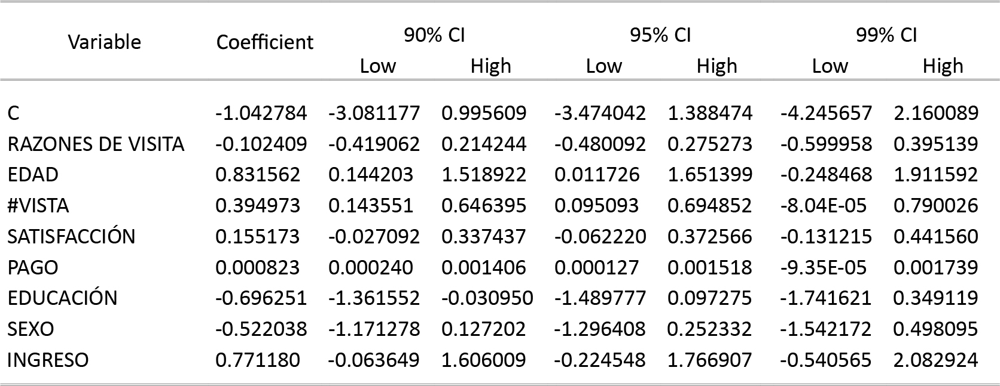 Variable Coefficient 90% CI 95% CI 99% CI
Low High Low High Low High
C -1.042784 -3.081177 0.995609 -3.474042 1.388474 -4.245657 2.160089
RAZONES DE VISITA -0.102409 -0.419062 0.214244 -0.480092 0.275273 -0.599958 0.395139
EDAD 0.831562 0.144203 1.518922 0.011726 1.651399 -0.248468 1.911592
#VISTA 0.394973 0.143551 0.646395 0.095093 0.694852 -8.04E-05 0.790026
SATISFACCIÓN 0.155173 -0.027092 0.337437 -0.062220 0.372566 -0.131215 0.441560
PAGO 0.000823 0.000240 0.001406 0.000127 0.001518 -9.35E-05 0.001739
EDUCACIÓN -0.696251 -1.361552 -0.030950 -1.489777 0.097275 -1.741621 0.349119
SEXO -0.522038 -1.171278 0.127202 -1.296408 0.252332 -1.542172 0.498095
INGRESO 0.771180 -0.063649 1.606009 -0.224548 1.766907 -0.540565 2.082924